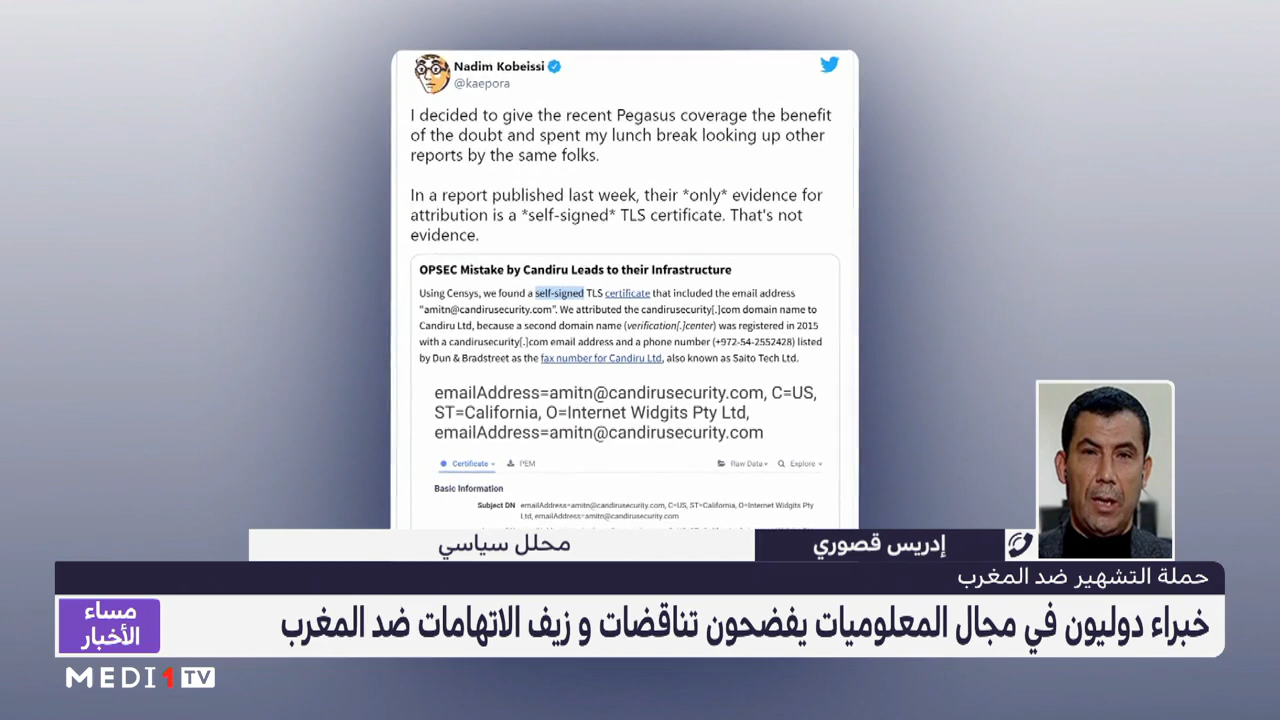 Nadim Kobeissi
@kaepora
I decided to give the recent Pegasus coverage the benefit
of the doubt and spent my lunch break looking up other
reports by the same folks.
In a report published last week, their *only* evidence for
attribution is a *self-signed* TLS certificate. That's not
evidence.
OPSEC Mistake by Candiru Leads to their Infrastructure
Using Censys, we found a self-signed TLS certificate that included the email address
"amitn@candirusecurity.com". We attributed the candirusecurity[.]com domain name to
Candiru Ltd, because a second domain name (verification[.]center) was registered in 2015
with a candirusecurity[.]com email address and a phone number (+972-54-2552428) listed
by Dun & Bradstreet as the fax number for Candiru Ltd, also known as Saito Tech Ltd.
emailAddress=amitn@candirusecurity.com, C=US,
ST=California, O=Internet Widgits Pty Ltd,
emailAddress=amitn@candirusecurity.com
Certificate PEM Raw Data Explore
Basic Information
Subject DN emailAddress=amitn@candirusecurity.com, C=US, ST=California, O=Internet Widgits Pty
Ltd, emailAddress=amitn@candirusecurity.com
إدريس قصوري
محلل سياسي
حملة التشهير ضد المغرب
خبراء دوليون في مجال المعلوميات يفضحون تناقضات و زيف الاتهامات ضد المغرب
مساء
الأخبار
MEDI1TV